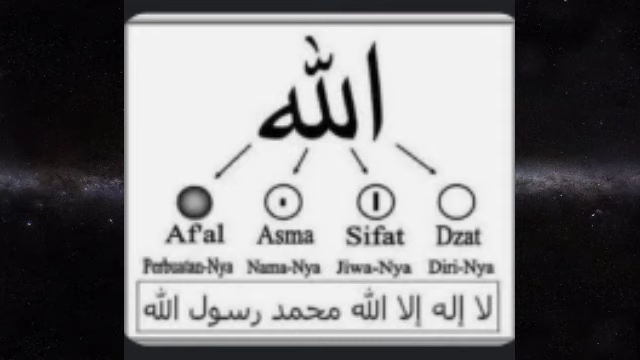 الله
Af'al Asma Sifat Dzat
Perbuatan-Nya Nama-Nya Jiwa-Nya Diri-Nya
لا إله إلا الله محمد رسول الله